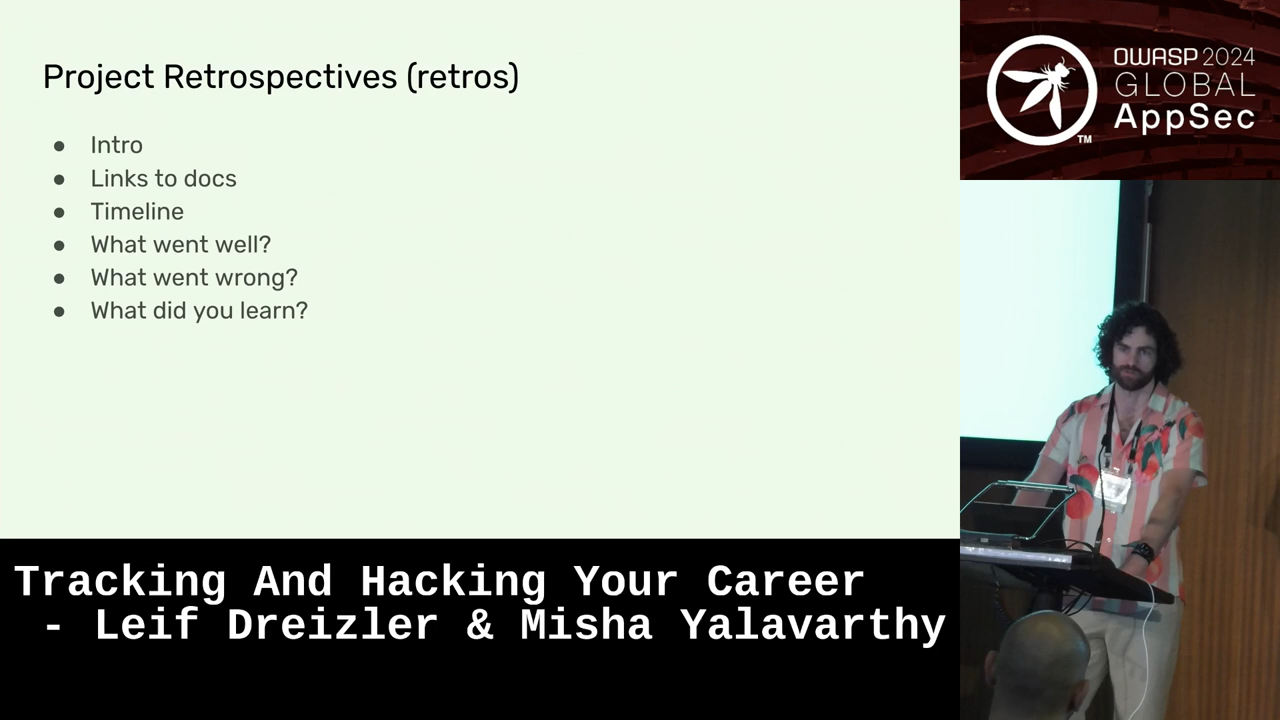 Project Retrospectives (retros)
● Intro
● Links to docs
● Timeline
● What went well?
● What went wrong?
● What did you learn?
OWASP 2024
GLOBAL
AppSec
TM
Tracking And Hacking Your Career
- Leif Dreizler & Misha Yalavarthy